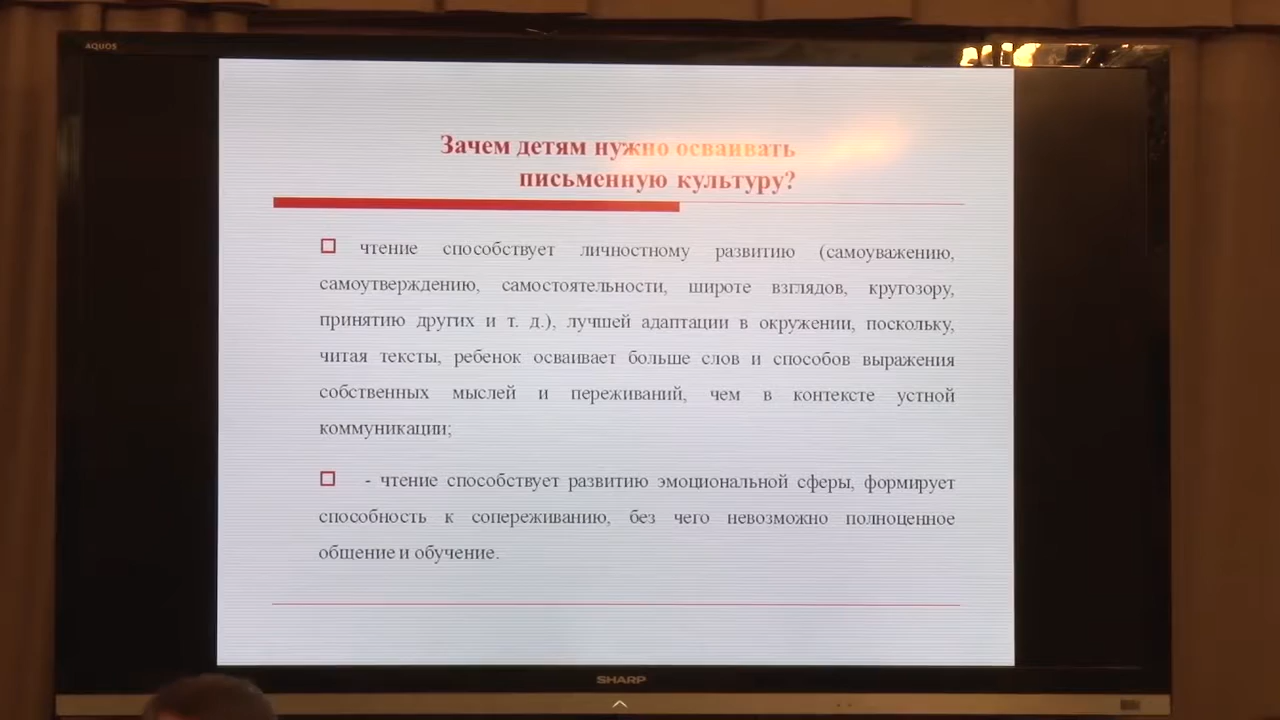 AQUOS
Зачем детям нужно осваивать
письменную культуру?
чтение способствует личностному развитию (самоуважению,
самоутверждению, самостоятельности, широте взглядов, кругозору,
принятию других и т. д.), лучшей адаптации в окружении, поскольку,
читая тексты, ребенок осваивает больше слов и способов выражения
собственных мыслей и переживаний, чем в контексте устной
коммуникации;
- чтение способствует развитию эмоциональной сферы, формирует
способность к сопереживанию, без чего невозможно полноценное
общение и обучение.
SHARP